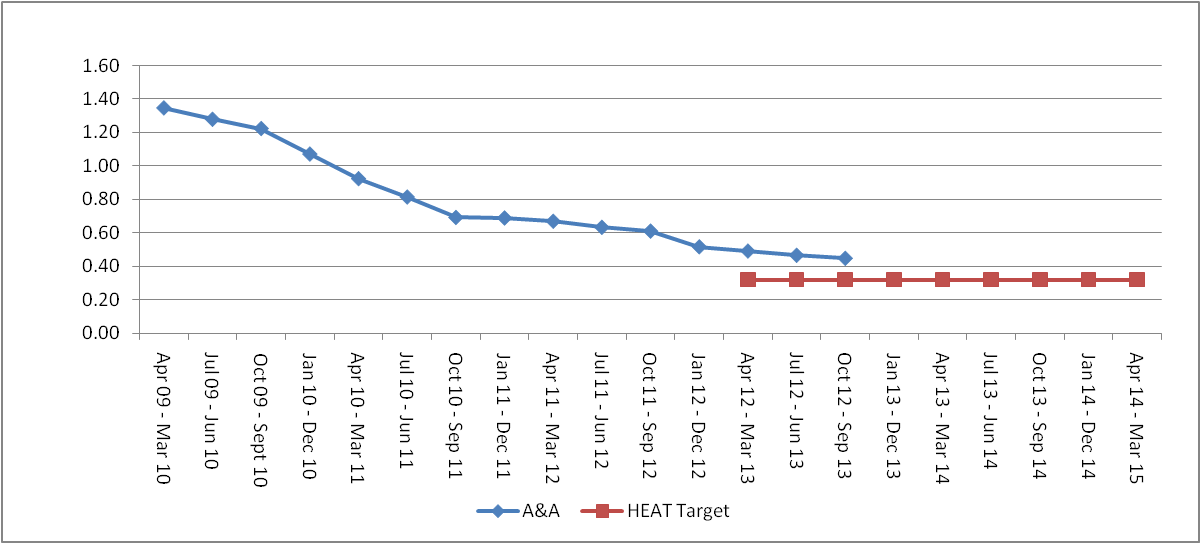 1.60
1.40
1.20
1.00
0.80
0.60
0.40
0.20
0.00
Apr 09 - Mar 10
Jul 09 - Jun 10
Oct 09 - Sept 10
Jan 10 - Dec 10
Apr 10 - Mar 11
Jul 10 - Jun 11
Oct 10 - Sep 11
Jan 11 - Dec 11
Apr 11 - Mar 12
Jul 11 - Jun 12
Oct 11 - Sep 12
Jan 12 - Dec 12
Apr 12 - Mar 13
Jul 12 - Jun 13
Oct 12 - Sep 13
Jan 13 - Dec 13
Apr 13 - Mar 14
Jul 13 - Jun 14
Oct 13 - Sep 14
Jan 14 - Dec 14
Apr 14 - Mar 15
A&A HEAT Target